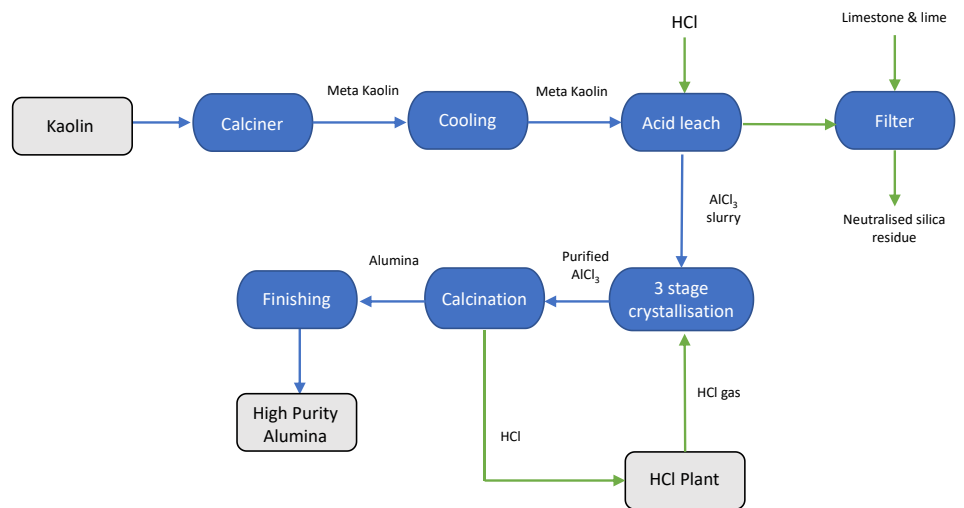 HCl
Limestone & lime
Kaolin
Calciner
Meta Kaolin
Cooling
Meta Kaolin
Acid leach
Filter
AlCl₃
slurry
Neutralised silica
residue
Finishing
Alumina
Calcination
Purified
AlCl₃
3 stage
crystallisation
High Purity
Alumina
HCl
HCl gas
HCl Plant